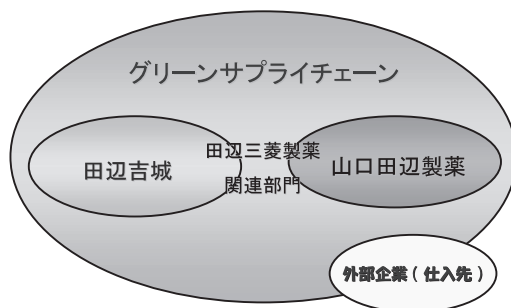 グリーンサプライチェーン
田辺三菱製薬
関連部門
田辺吉城
山口田辺製薬
外部企業 ( 仕入先 )